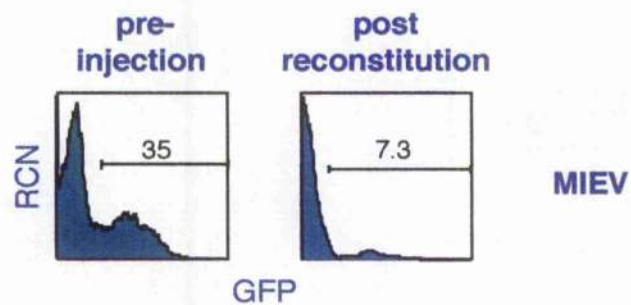 pre-
injection
post
reconstitution
35
7.3
RCN
MIEV
GFP